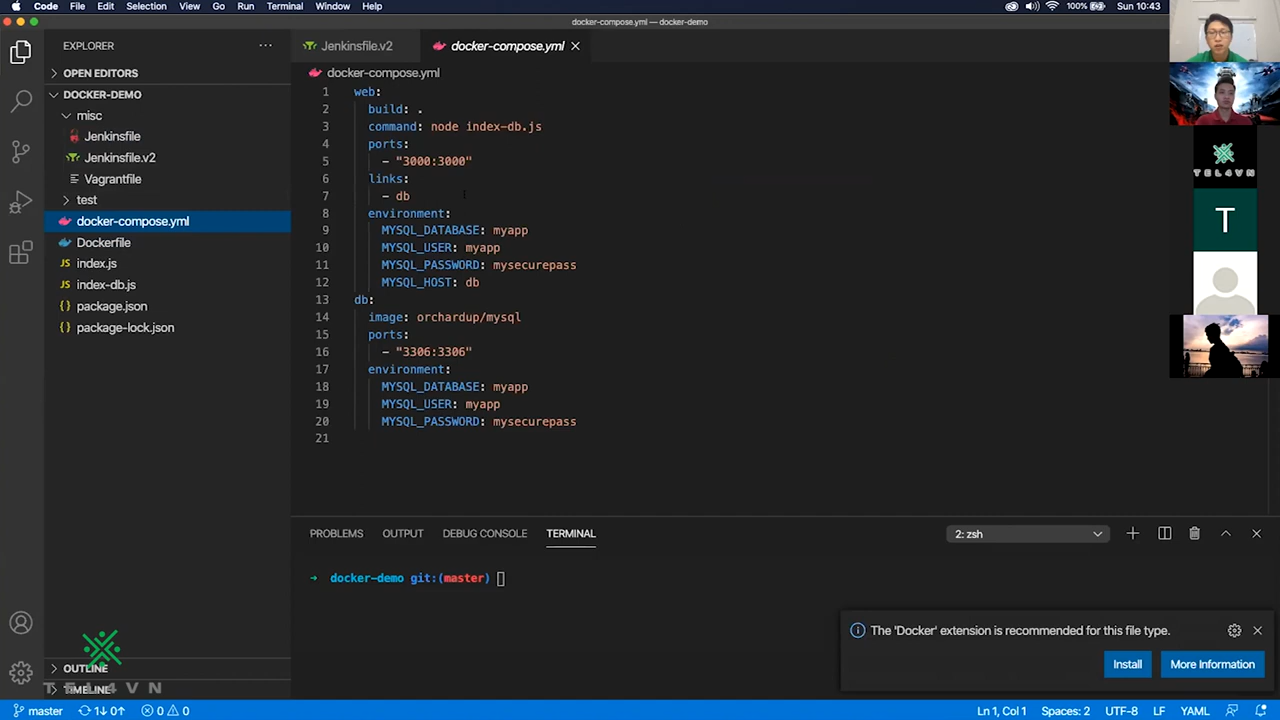 Code File Edit Selection View Go Run Terminal Window Help 100% Sun 10:43
docker-compose.yml — docker-demo
EXPLORER
Jenkinsfile.v2
docker-compose.yml
OPEN EDITORS
DOCKER-DEMO
misc
Jenkinsfile
Jenkinsfile.v2
Vagrantfile
test
docker-compose.yml
Dockerfile
index.js
index-db.js
package.json
package-lock.json
OUTLINE
TIMELINE
docker-compose.yml
1 web:
2 build: .
3 command: node index-db.js
4 ports:
5 - "3000:3000"
6 links:
7 - db
8 environment:
9 MYSQL_DATABASE: myapp
10 MYSQL_USER: myapp
11 MYSQL_PASSWORD: mysecurepass
12 MYSQL_HOST: db
13 db:
14 image: orchardup/mysql
15 ports:
16 - "3306:3306"
17 environment:
18 MYSQL_DATABASE: myapp
19 MYSQL_USER: myapp
20 MYSQL_PASSWORD: mysecurepass
21
PROBLEMS OUTPUT DEBUG CONSOLE TERMINAL 2: zsh
→ docker-demo git:(master)
The 'Docker' extension is recommended for this file type.
Install More Information
TEL4VN
T
TEL4VN
master 1↓ 0↑ 0 0 Ln 1, Col 1 Spaces: 2 UTF-8 LF YAML